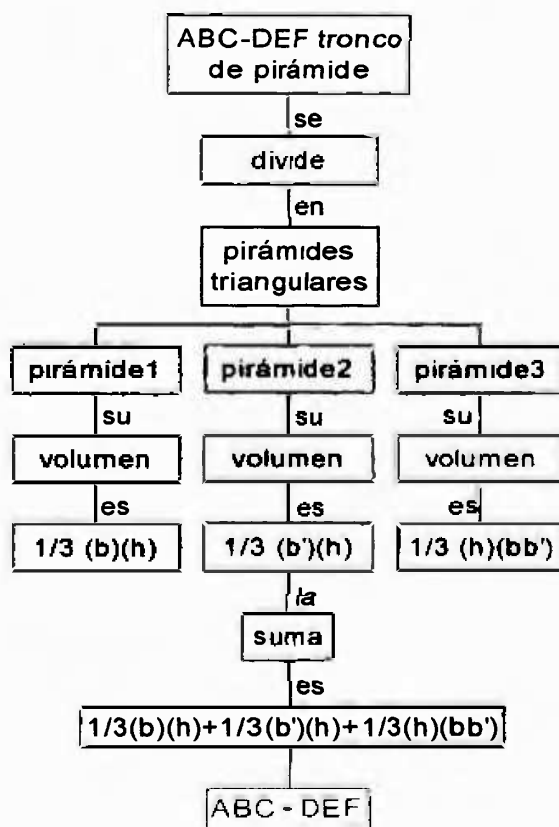 ABC-DEF tronco
de pirámide
se
divide
en
pirámides
triangulares
pirámide1 pirámide2 pirámide3
su su su
volumen volumen volumen
es es es
1/3 (b)(h) 1/3 (b')(h) 1/3 (h)(bb')
la
suma
es
1/3(b)(h)+1/3(b')(h)+1/3(h)(bb')
ABC - DEF